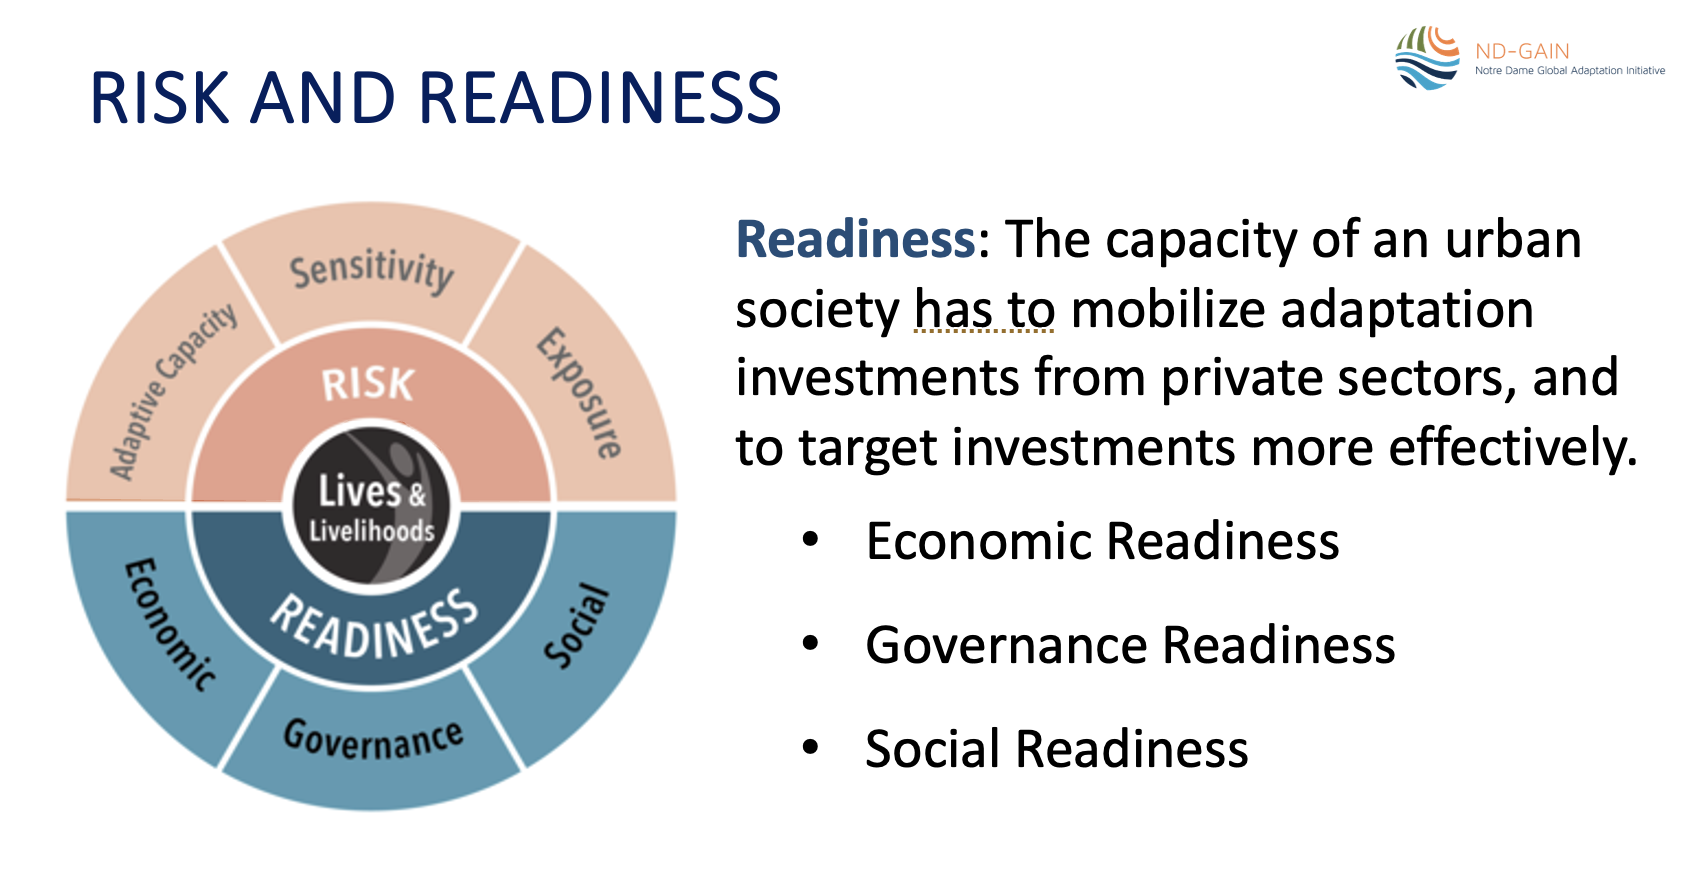 ND-GAIN
Notre Dame Global Adaptation Initiative
RISK AND READINESS
Sensitivity
Adaptive Capacity
Exposure
RISK
Lives &
Livelihoods
READINESS
Economic
Governance
Social
Readiness: The capacity of an urban
society has to mobilize adaptation
investments from private sectors, and
to target investments more effectively.
• Economic Readiness
• Governance Readiness
• Social Readiness